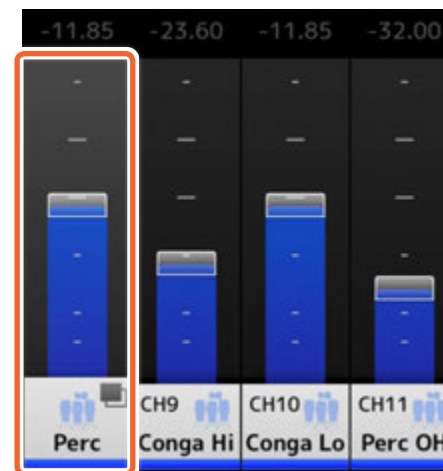 -11.85 -23.60 -11.85 -32.00
CH9 CH10 CH11
Perc Conga Hi Conga Lo Perc OH